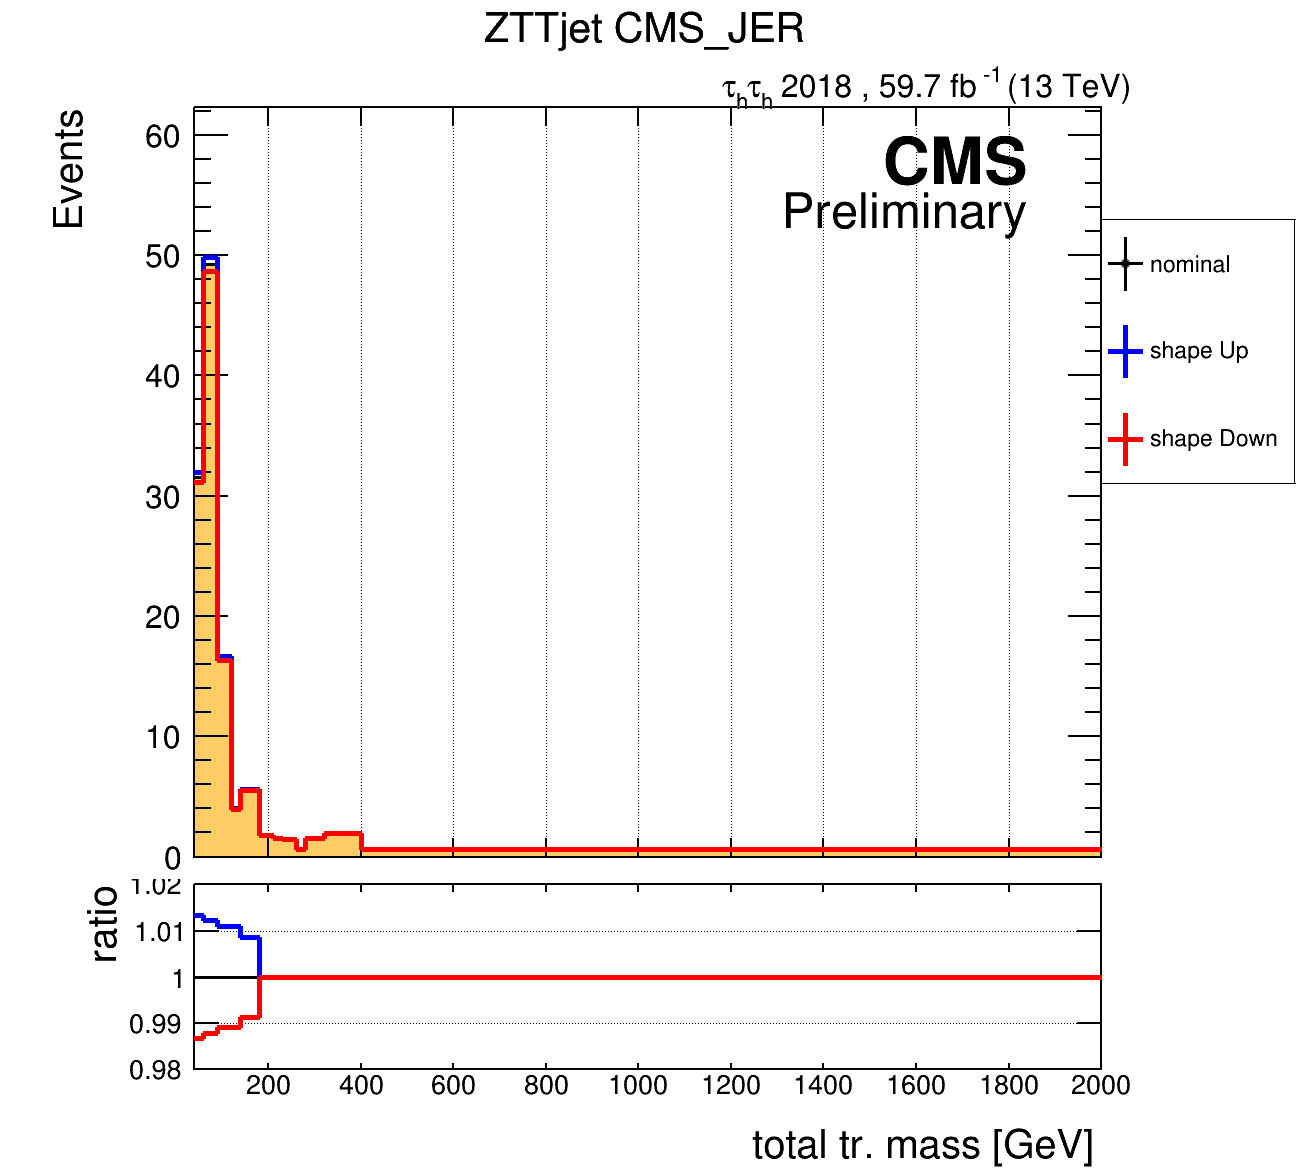 ZTTjet CMS_JER
τhτh 2018 , 59.7 fb -1 (13 TeV)
Events
60
50
40
30
20
10
0
CMS
Preliminary
nominal
shape Up
shape Down
ratio
1.02
1.01
1
0.99
0.98
200 400 600 800 1000 1200 1400 1600 1800 2000
total tr. mass [GeV]